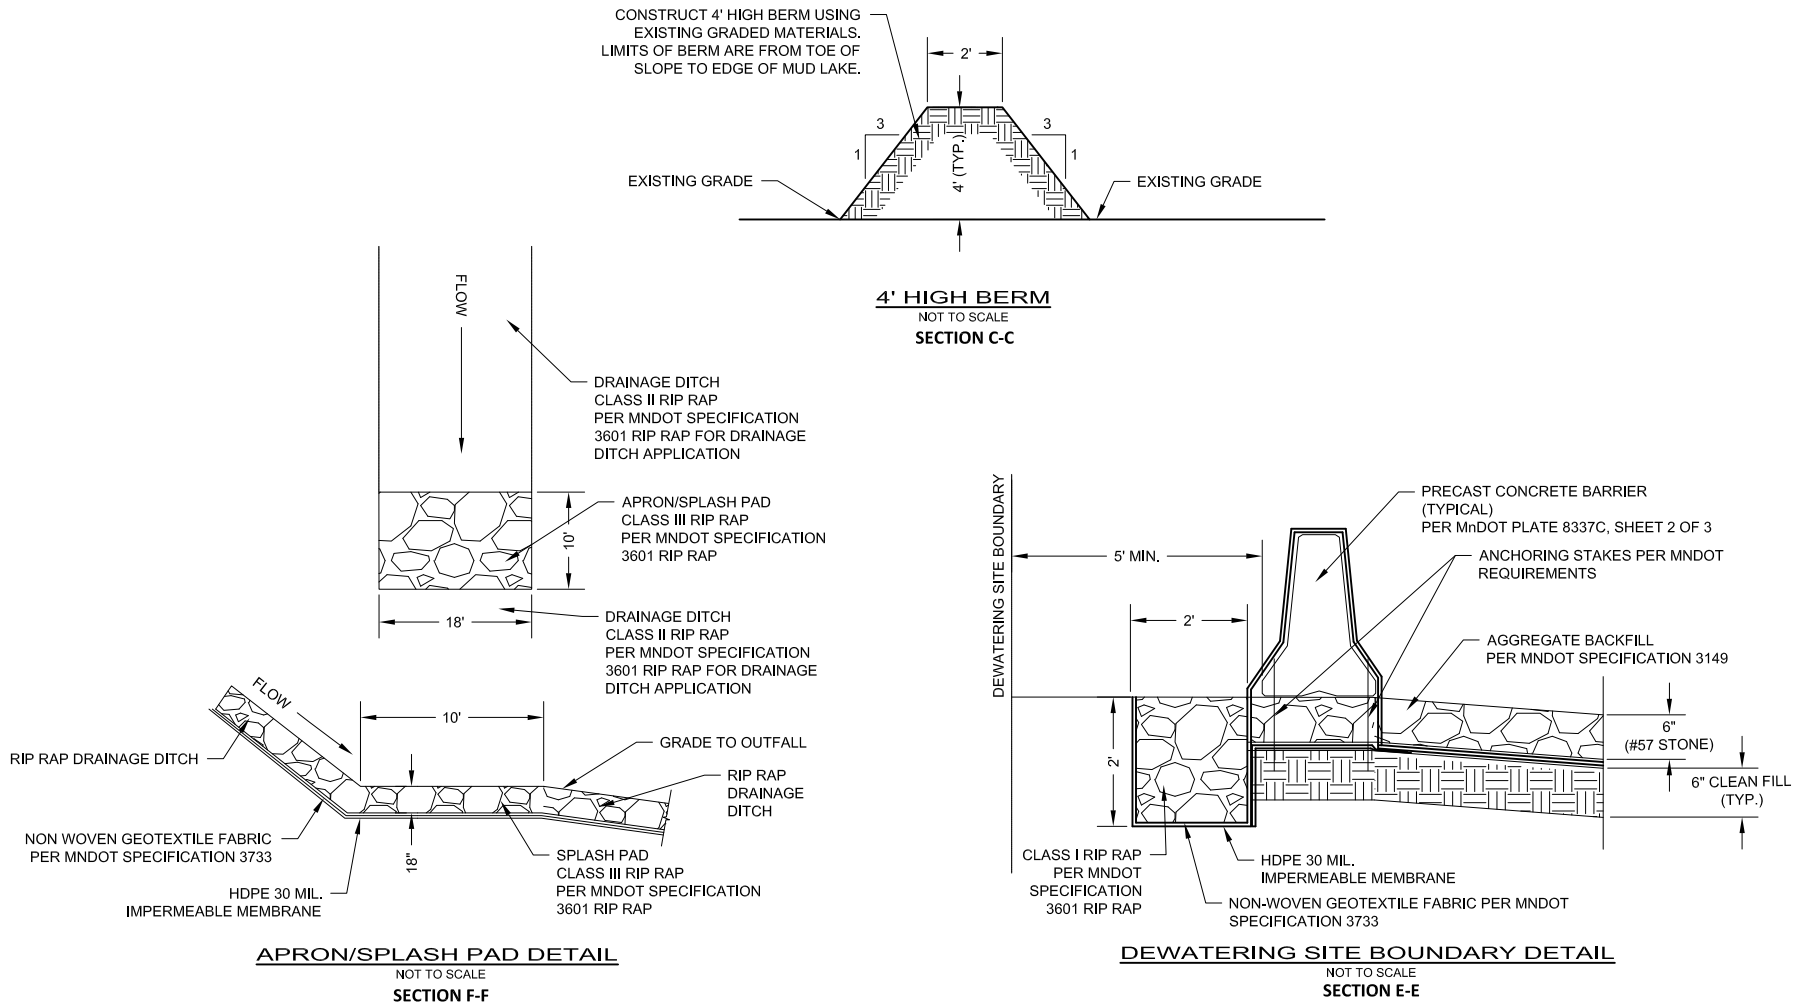 CONSTRUCT 4' HIGH BERM USING
EXISTING GRADED MATERIALS.
LIMITS OF BERM ARE FROM TOE OF
SLOPE TO EDGE OF MUD LAKE.
2'
3
1
3
1
4' (TYP.)
EXISTING GRADE
EXISTING GRADE
4' HIGH BERM
NOT TO SCALE
SECTION C-C
FLOW
DRAINAGE DITCH
CLASS II RIP RAP
PER MNDOT SPECIFICATION
3601 RIP RAP FOR DRAINAGE
DITCH APPLICATION
APRON/SPLASH PAD
CLASS III RIP RAP
PER MNDOT SPECIFICATION
3601 RIP RAP
10'
18'
DRAINAGE DITCH
CLASS II RIP RAP
PER MNDOT SPECIFICATION
3601 RIP RAP FOR DRAINAGE
DITCH APPLICATION
FLOW
10'
RIP RAP DRAINAGE DITCH
GRADE TO OUTFALL
RIP RAP
DRAINAGE
DITCH
NON WOVEN GEOTEXTILE FABRIC
PER MNDOT SPECIFICATION 3733
18"
HDPE 30 MIL.
IMPERMEABLE MEMBRANE
SPLASH PAD
CLASS III RIP RAP
PER MNDOT SPECIFICATION
3601 RIP RAP
APRON/SPLASH PAD DETAIL
NOT TO SCALE
SECTION F-F
DEWATERING SITE BOUNDARY
5' MIN.
2'
2'
PRECAST CONCRETE BARRIER
(TYPICAL)
PER MnDOT PLATE 8337C, SHEET 2 OF 3
ANCHORING STAKES PER MNDOT
REQUIREMENTS
AGGREGATE BACKFILL
PER MNDOT SPECIFICATION 3149
6"
(#57 STONE)
6" CLEAN FILL
(TYP.)
CLASS I RIP RAP
PER MNDOT
SPECIFICATION
3601 RIP RAP
HDPE 30 MIL.
IMPERMEABLE MEMBRANE
NON-WOVEN GEOTEXTILE FABRIC PER MNDOT
SPECIFICATION 3733
DEWATERING SITE BOUNDARY DETAIL
NOT TO SCALE
SECTION E-E